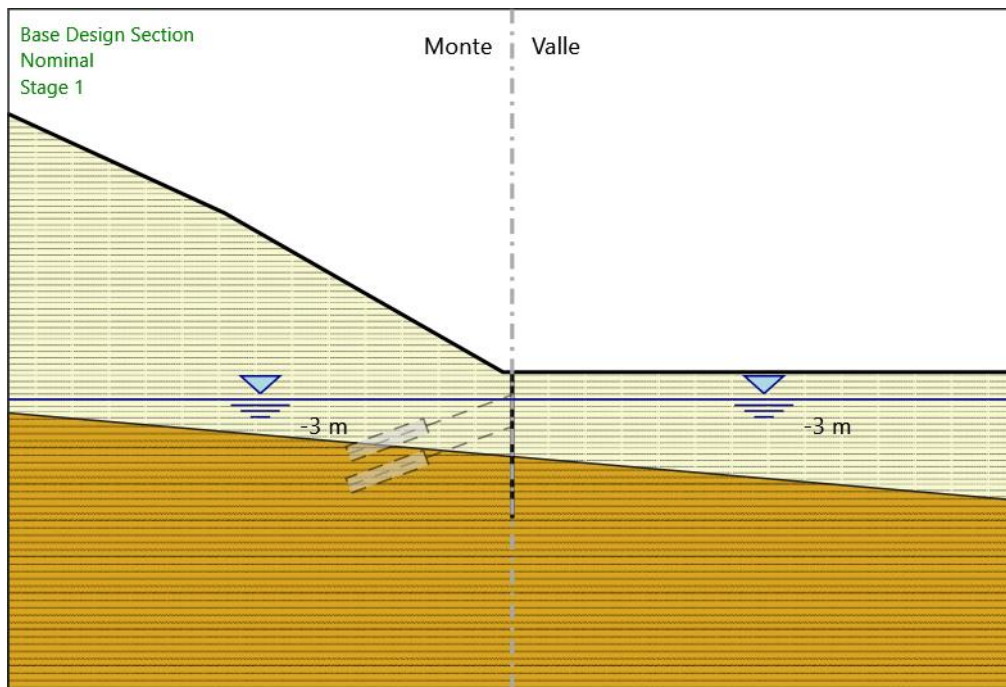 Base Design Section
Nominal
Stage 1
Monte
Valle
-3 m
-3 m